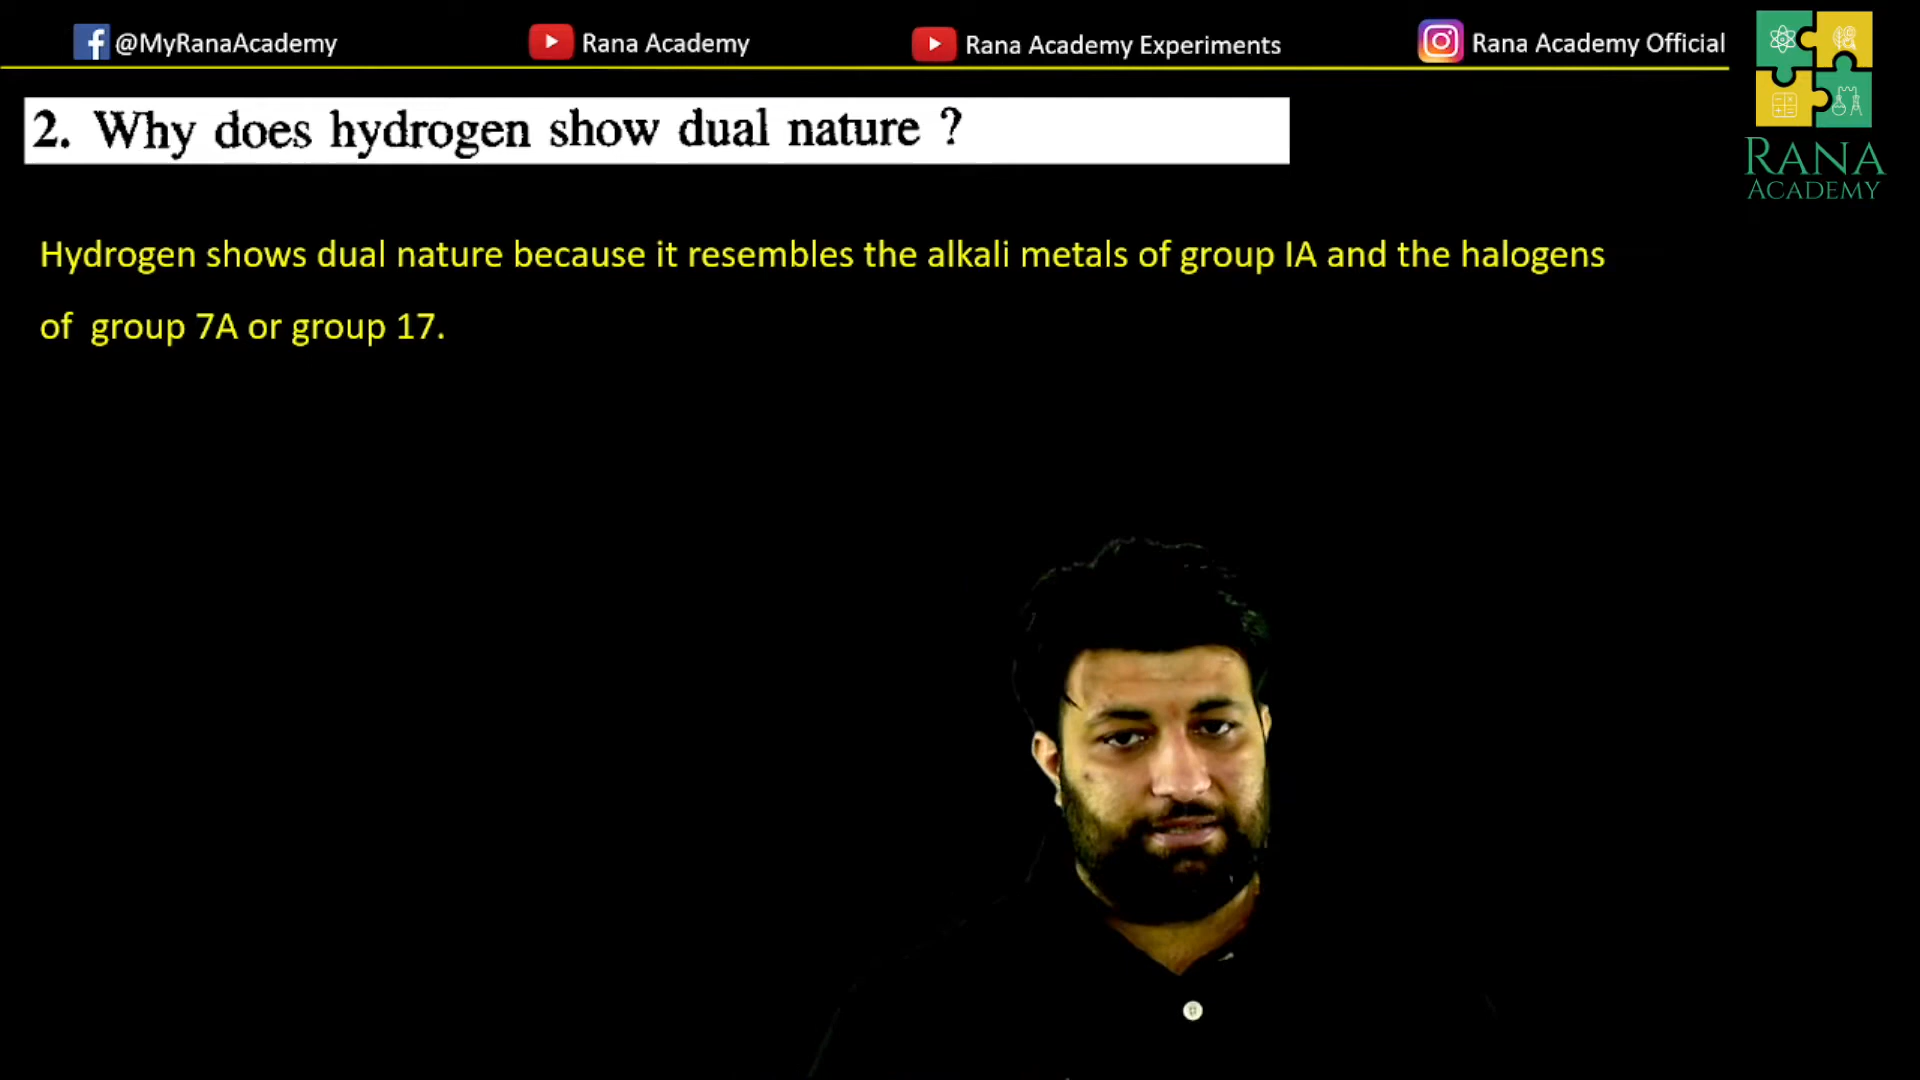 @MyRanaAcademy
Rana Academy
Rana Academy Experiments
Rana Academy Official
RANA
ACADEMY
2. Why does hydrogen show dual nature ?
Hydrogen shows dual nature because it resembles the alkali metals of group IA and the halogens
of group 7A or group 17.